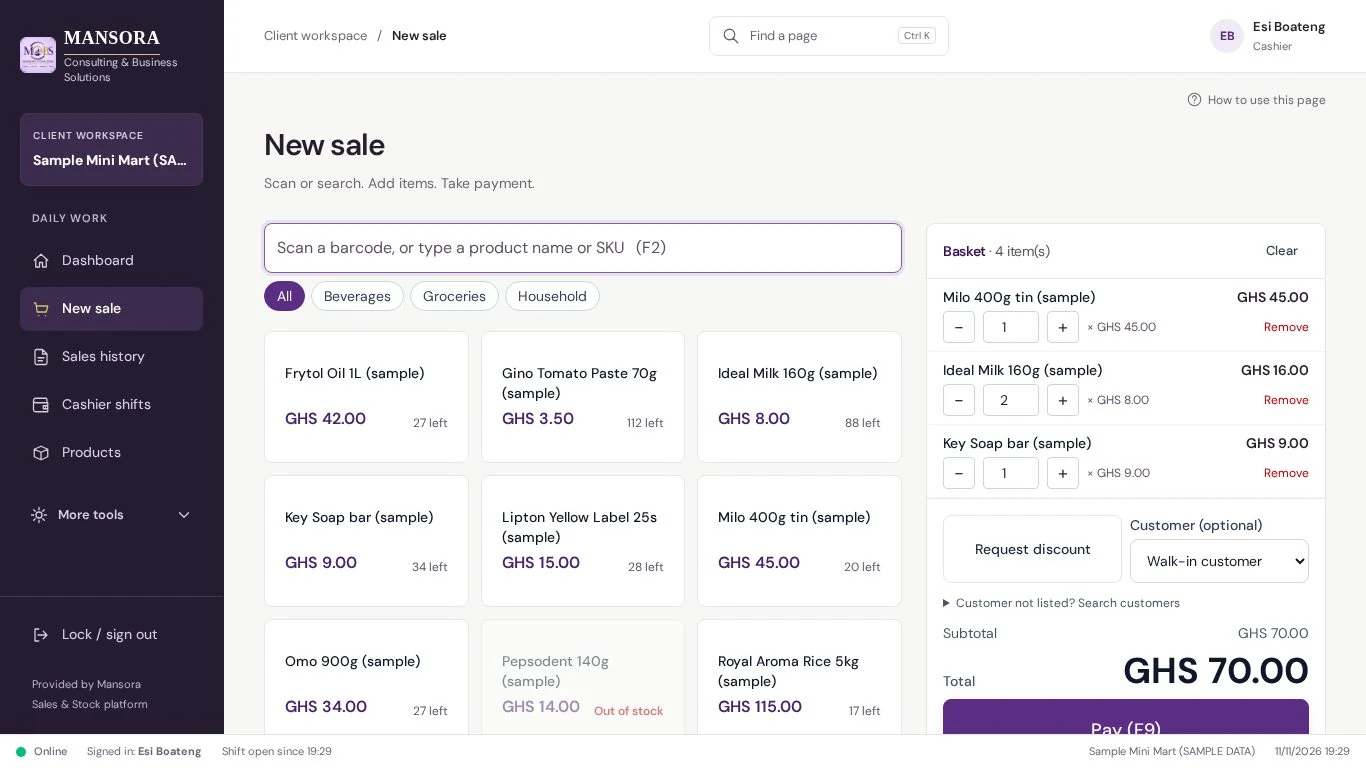 MANSORA
Consulting & Business
Solutions
CLIENT WORKSPACE
Sample Mini Mart (SA...
DAILY WORK
Dashboard
New sale
Sales history
Cashier shifts
Products
More tools
Lock / sign out
Provided by Mansora
Sales & Stock platform
Client workspace / New sale
Find a page Ctrl K
EB
Esi Boateng
Cashier
How to use this page
New sale
Scan or search. Add items. Take payment.
Scan a barcode, or type a product name or SKU (F2)
All Beverages Groceries Household
Frytol Oil 1L (sample)
GHS 42.00 27 left
Gino Tomato Paste 70g
(sample)
GHS 3.50 112 left
Ideal Milk 160g (sample)
GHS 8.00 88 left
Key Soap bar (sample)
GHS 9.00 34 left
Lipton Yellow Label 25s
(sample)
GHS 15.00 28 left
Milo 400g tin (sample)
GHS 45.00 20 left
Omo 900g (sample)
GHS 34.00 27 left
Pepsodent 140g
(sample)
GHS 14.00 Out of stock
Royal Aroma Rice 5kg
(sample)
GHS 115.00 17 left
Basket · 4 item(s) Clear
Milo 400g tin (sample) GHS 45.00
− 1 + × GHS 45.00 Remove
Ideal Milk 160g (sample) GHS 16.00
− 2 + × GHS 8.00 Remove
Key Soap bar (sample) GHS 9.00
− 1 + × GHS 9.00 Remove
Request discount
Customer (optional)
Walk-in customer
Customer not listed? Search customers
Subtotal GHS 70.00
Total GHS 70.00
Pay (F9)
Online Signed in: Esi Boateng Shift open since 19:29
Sample Mini Mart (SAMPLE DATA) 11/11/2026 19:29